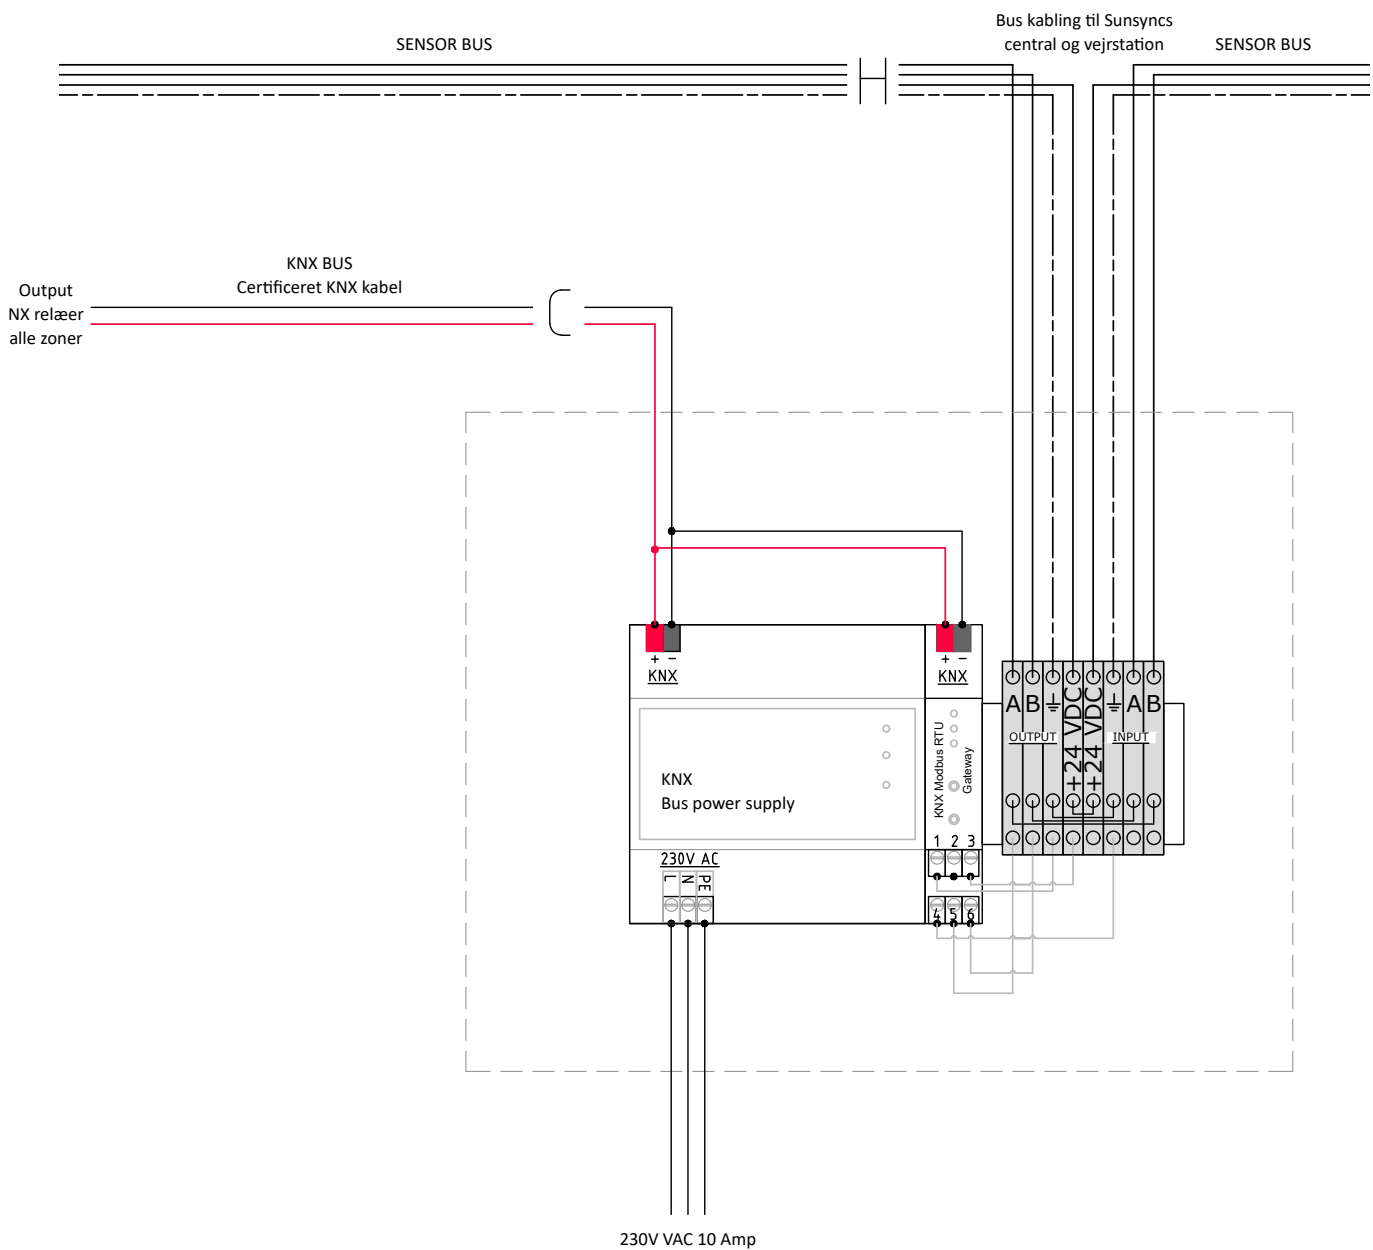 Bus kabling til Sunsyncs
central og vejrstation
SENSOR BUS
SENSOR BUS
KNX BUS
Certificeret KNX kabel
Output
NX relæer
alle zoner
+ −
KNX
+ −
KNX
A B +24 VDC +24 VDC A B
OUTPUT INPUT
KNX Modbus RTU
Gateway
KNX
Bus power supply
1 2 3
230V AC
L N PE
4 5 6
230V VAC 10 Amp